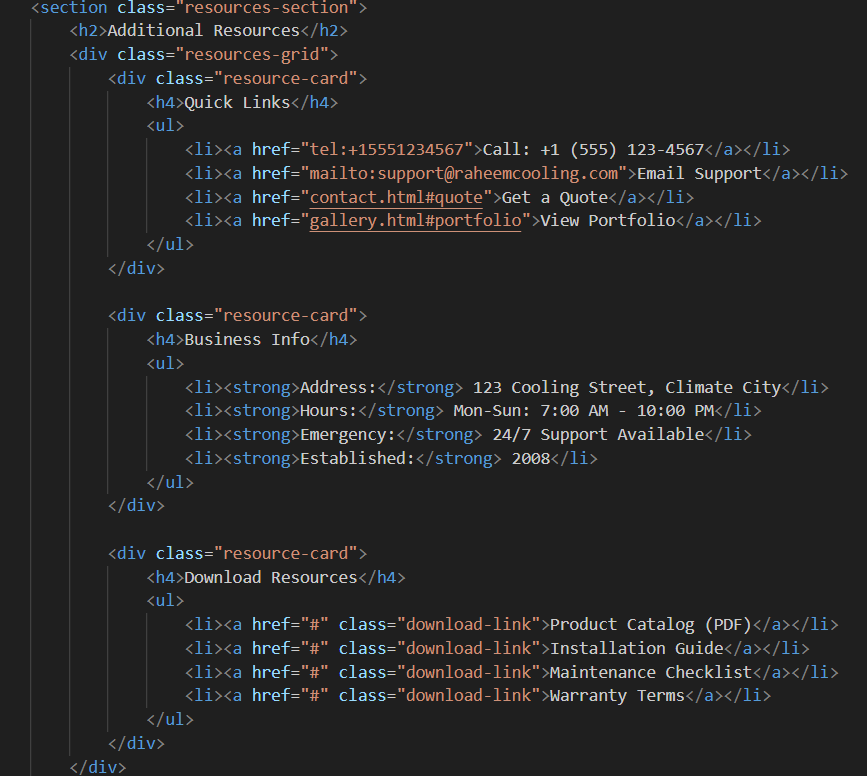 <section class="resources-section">
<h2>Additional Resources</h2>
<div class="resources-grid">
<div class="resource-card">
<h4>Quick Links</h4>
<ul>
<li><a href="tel:+15551234567">Call: +1 (555) 123-4567</a></li>
<li><a href="mailto:support@raheemcooling.com">Email Support</a></li>
<li><a href="contact.html#quote">Get a Quote</a></li>
<li><a href="gallery.html#portfolio">View Portfolio</a></li>
</ul>
</div>
<div class="resource-card">
<h4>Business Info</h4>
<ul>
<li><strong>Address:</strong> 123 Cooling Street, Climate City</li>
<li><strong>Hours:</strong> Mon-Sun: 7:00 AM - 10:00 PM</li>
<li><strong>Emergency:</strong> 24/7 Support Available</li>
<li><strong>Established:</strong> 2008</li>
</ul>
</div>
<div class="resource-card">
<h4>Download Resources</h4>
<ul>
<li><a href="#" class="download-link">Product Catalog (PDF)</a></li>
<li><a href="#" class="download-link">Installation Guide</a></li>
<li><a href="#" class="download-link">Maintenance Checklist</a></li>
<li><a href="#" class="download-link">Warranty Terms</a></li>
</ul>
</div>
</div>